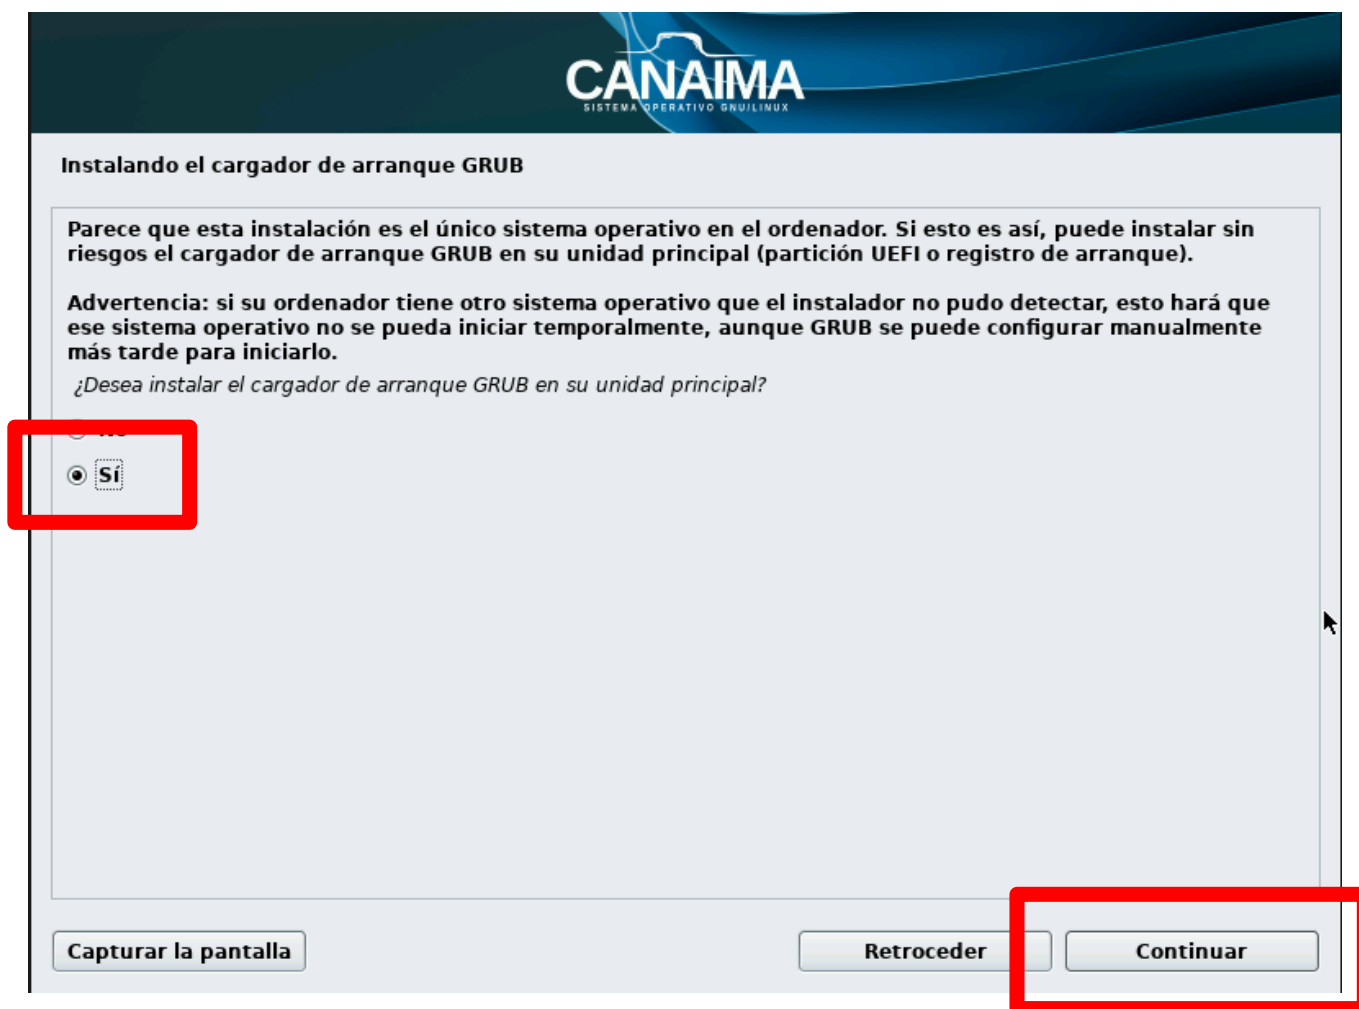 CANAIMA
SISTEMA OPERATIVO GNU/LINUX
Instalando el cargador de arranque GRUB
Parece que esta instalación es el único sistema operativo en el ordenador. Si esto es así, puede instalar sin
riesgos el cargador de arranque GRUB en su unidad principal (partición UEFI o registro de arranque).
Advertencia: si su ordenador tiene otro sistema operativo que el instalador no pudo detectar, esto hará que
ese sistema operativo no se pueda iniciar temporalmente, aunque GRUB se puede configurar manualmente
más tarde para iniciarlo.
¿Desea instalar el cargador de arranque GRUB en su unidad principal?
Sí
Capturar la pantalla
Retroceder
Continuar